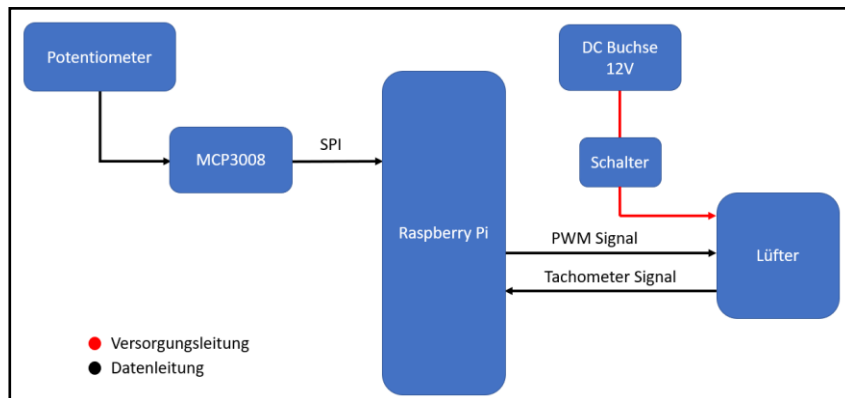 Potentiometer
DC Buchse
12V
MCP3008
SPI
Schalter
Raspberry Pi
PWM Signal
Lüfter
Tachometer Signal
Versorgungsleitung
Datenleitung